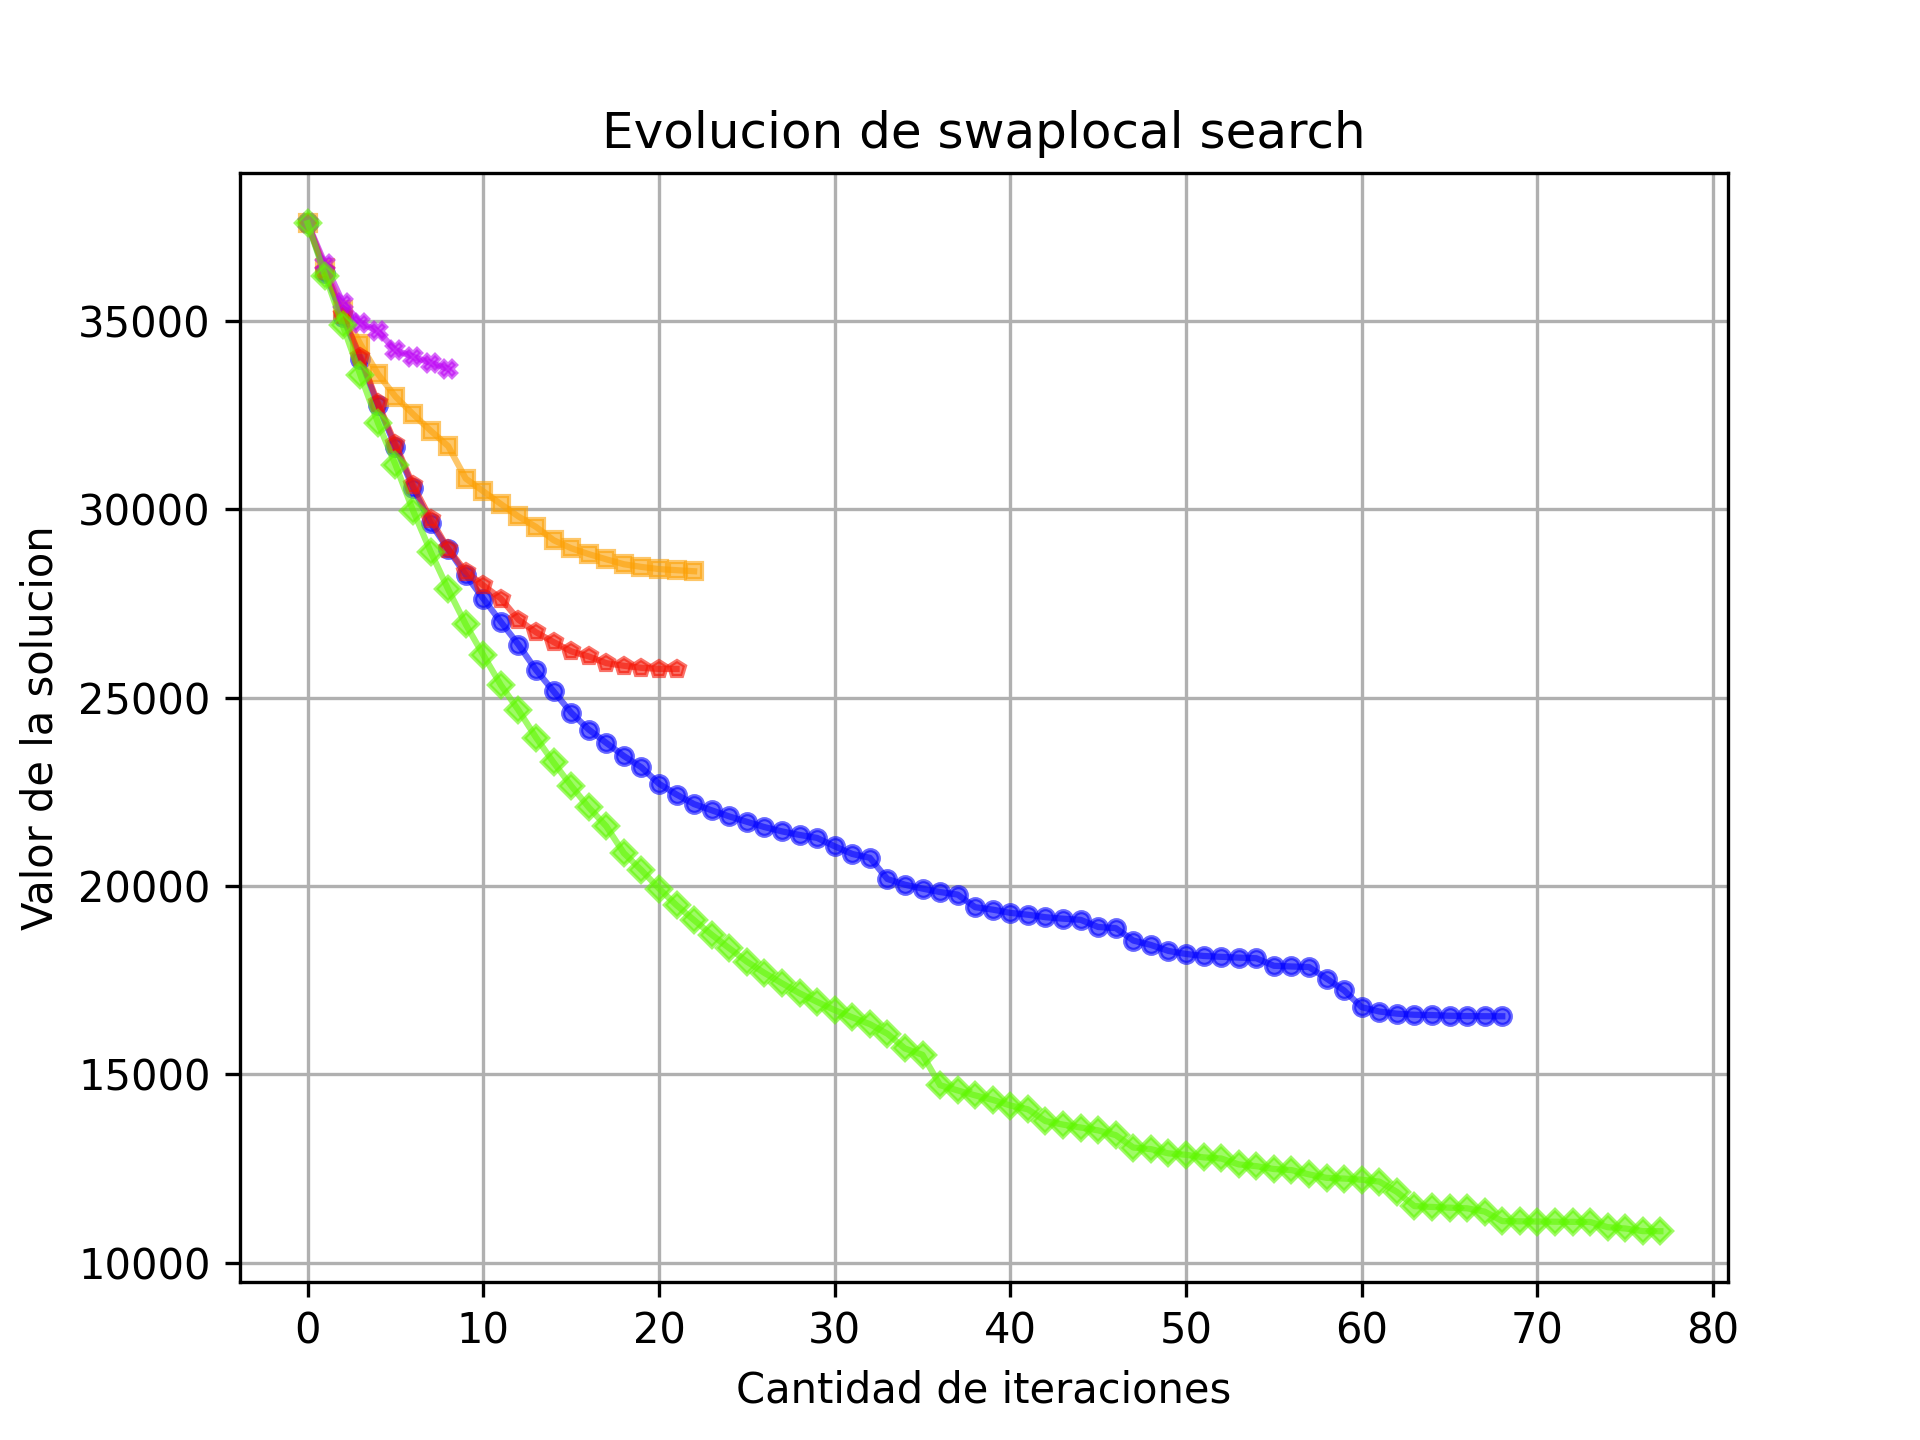 Evolucion de swaplocal search
Valor de la solucion
35000
30000
25000
20000
15000
10000
0 10 20 30 40 50 60 70 80
Cantidad de iteraciones